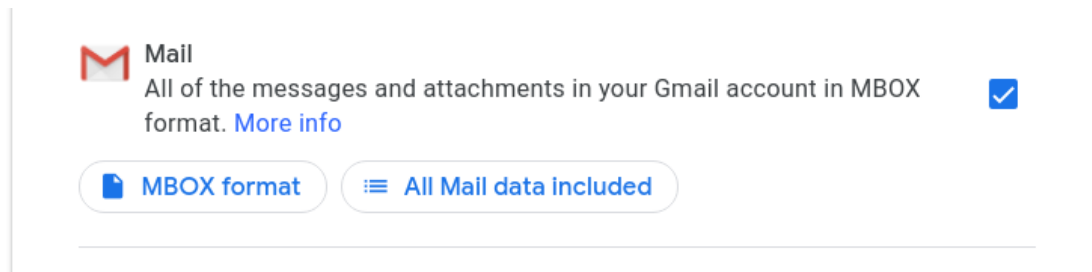 Mail
All of the messages and attachments in your Gmail account in MBOX
format. More info
MBOX format
All Mail data included